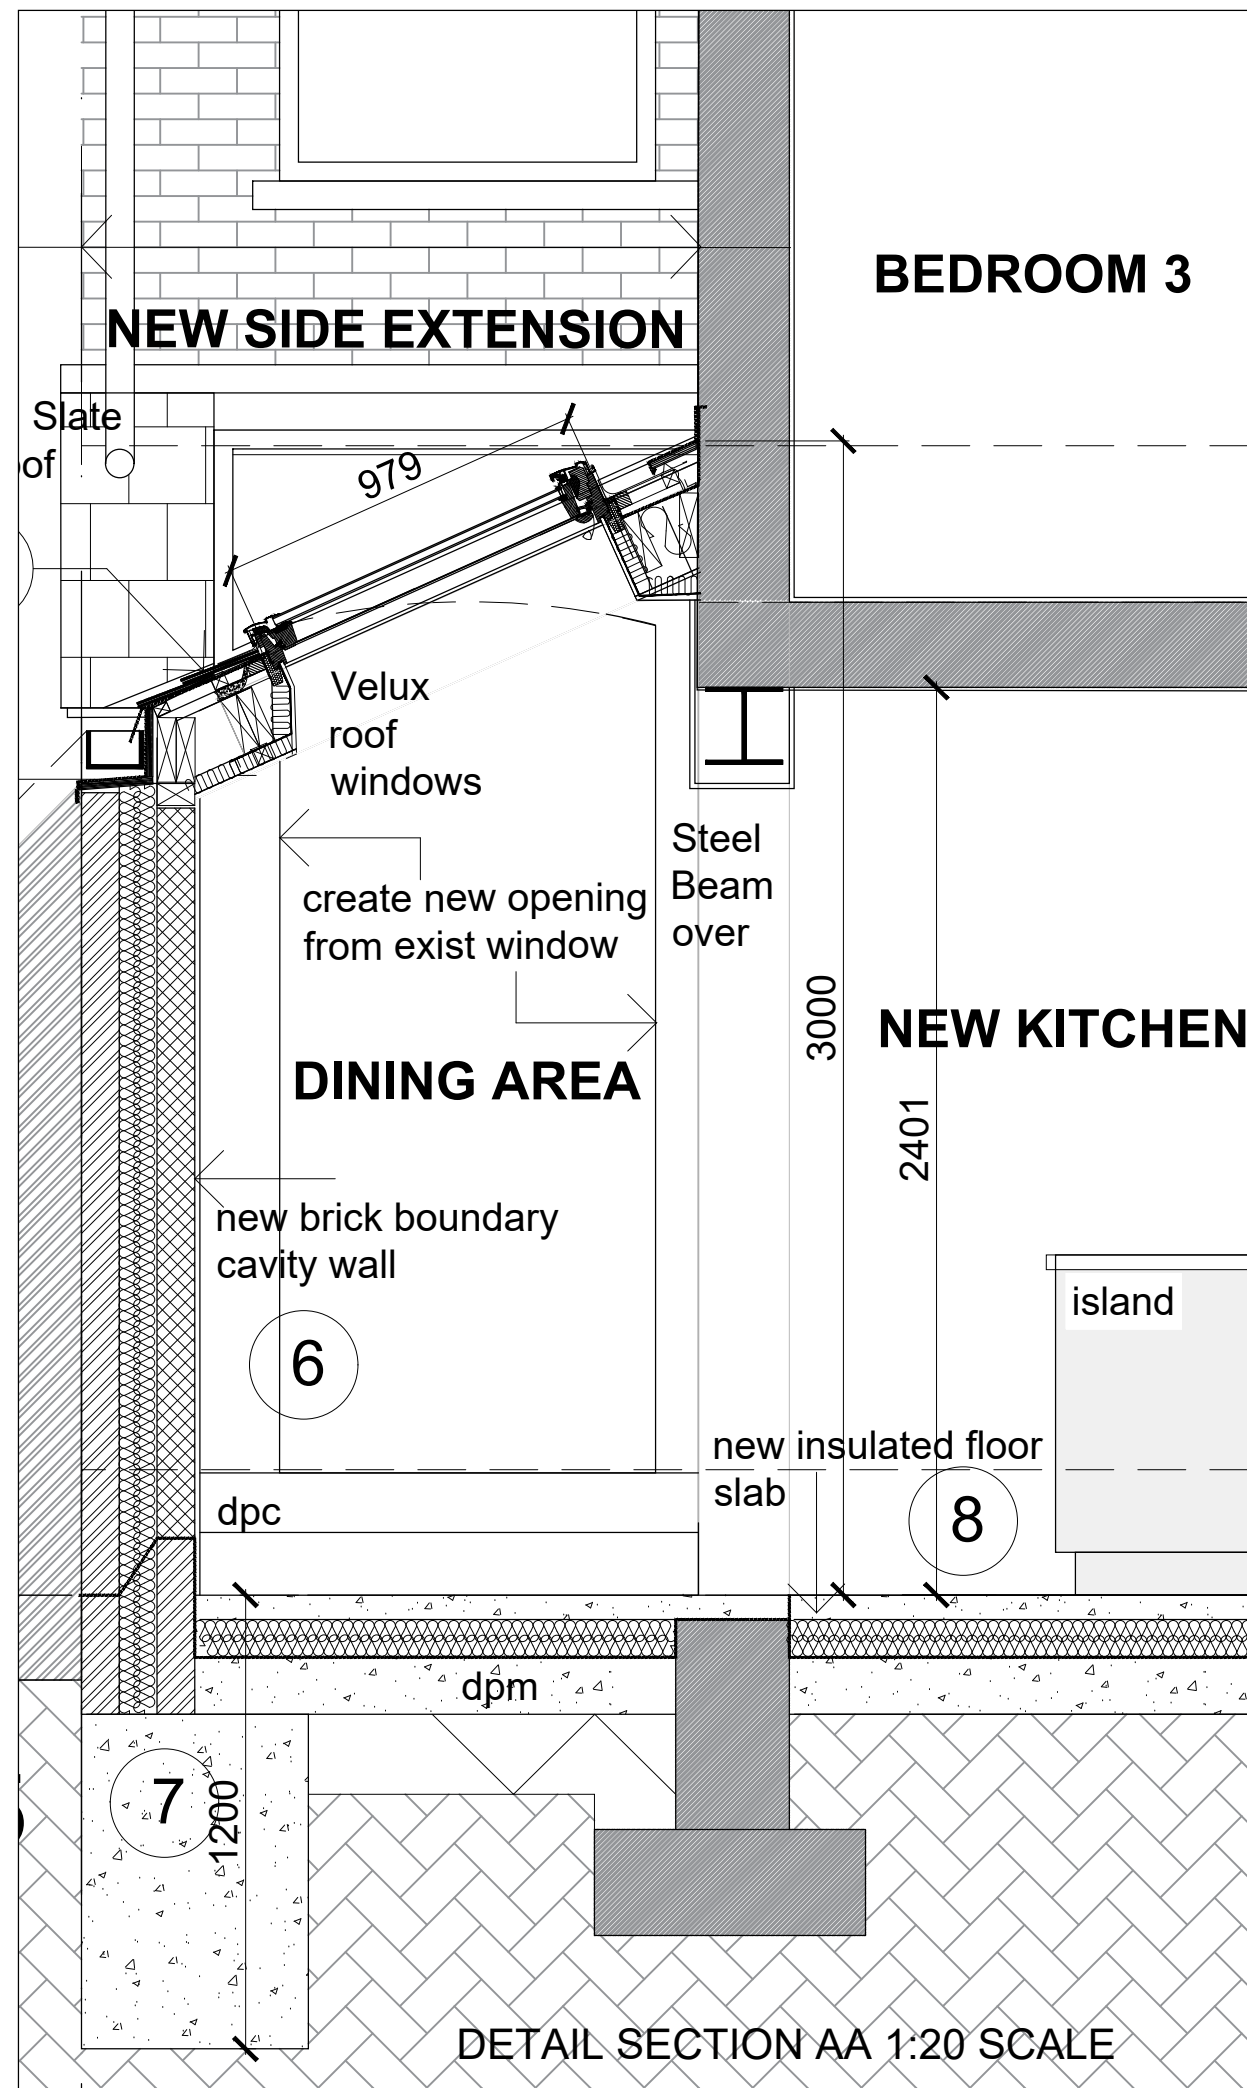 BEDROOM 3
NEW SIDE EXTENSION
Slate
of
979
Velux
roof
windows
Steel
Beam
over
create new opening
from exist window
3000
NEW KITCHEN
DINING AREA
2401
new brick boundary
cavity wall
island
6
new insulated floor
slab
8
dpc
dpm
7
1200
DETAIL SECTION AA 1:20 SCALE